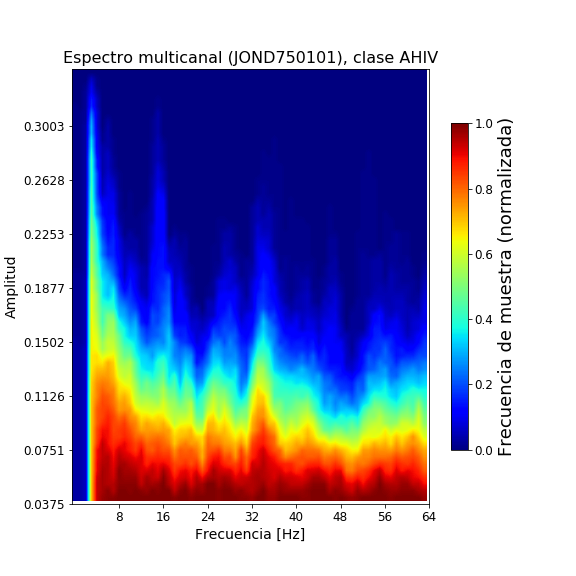 Espectro multicanal (JOND750101), clase AHIV
Amplitud
0.3003
0.2628
0.2253
0.1877
0.1502
0.1126
0.0751
0.0375
8 16 24 32 40 48 56 64
Frecuencia [Hz]
1.0
0.8
0.6
0.4
0.2
0.0
Frecuencia de muestra (normalizada)